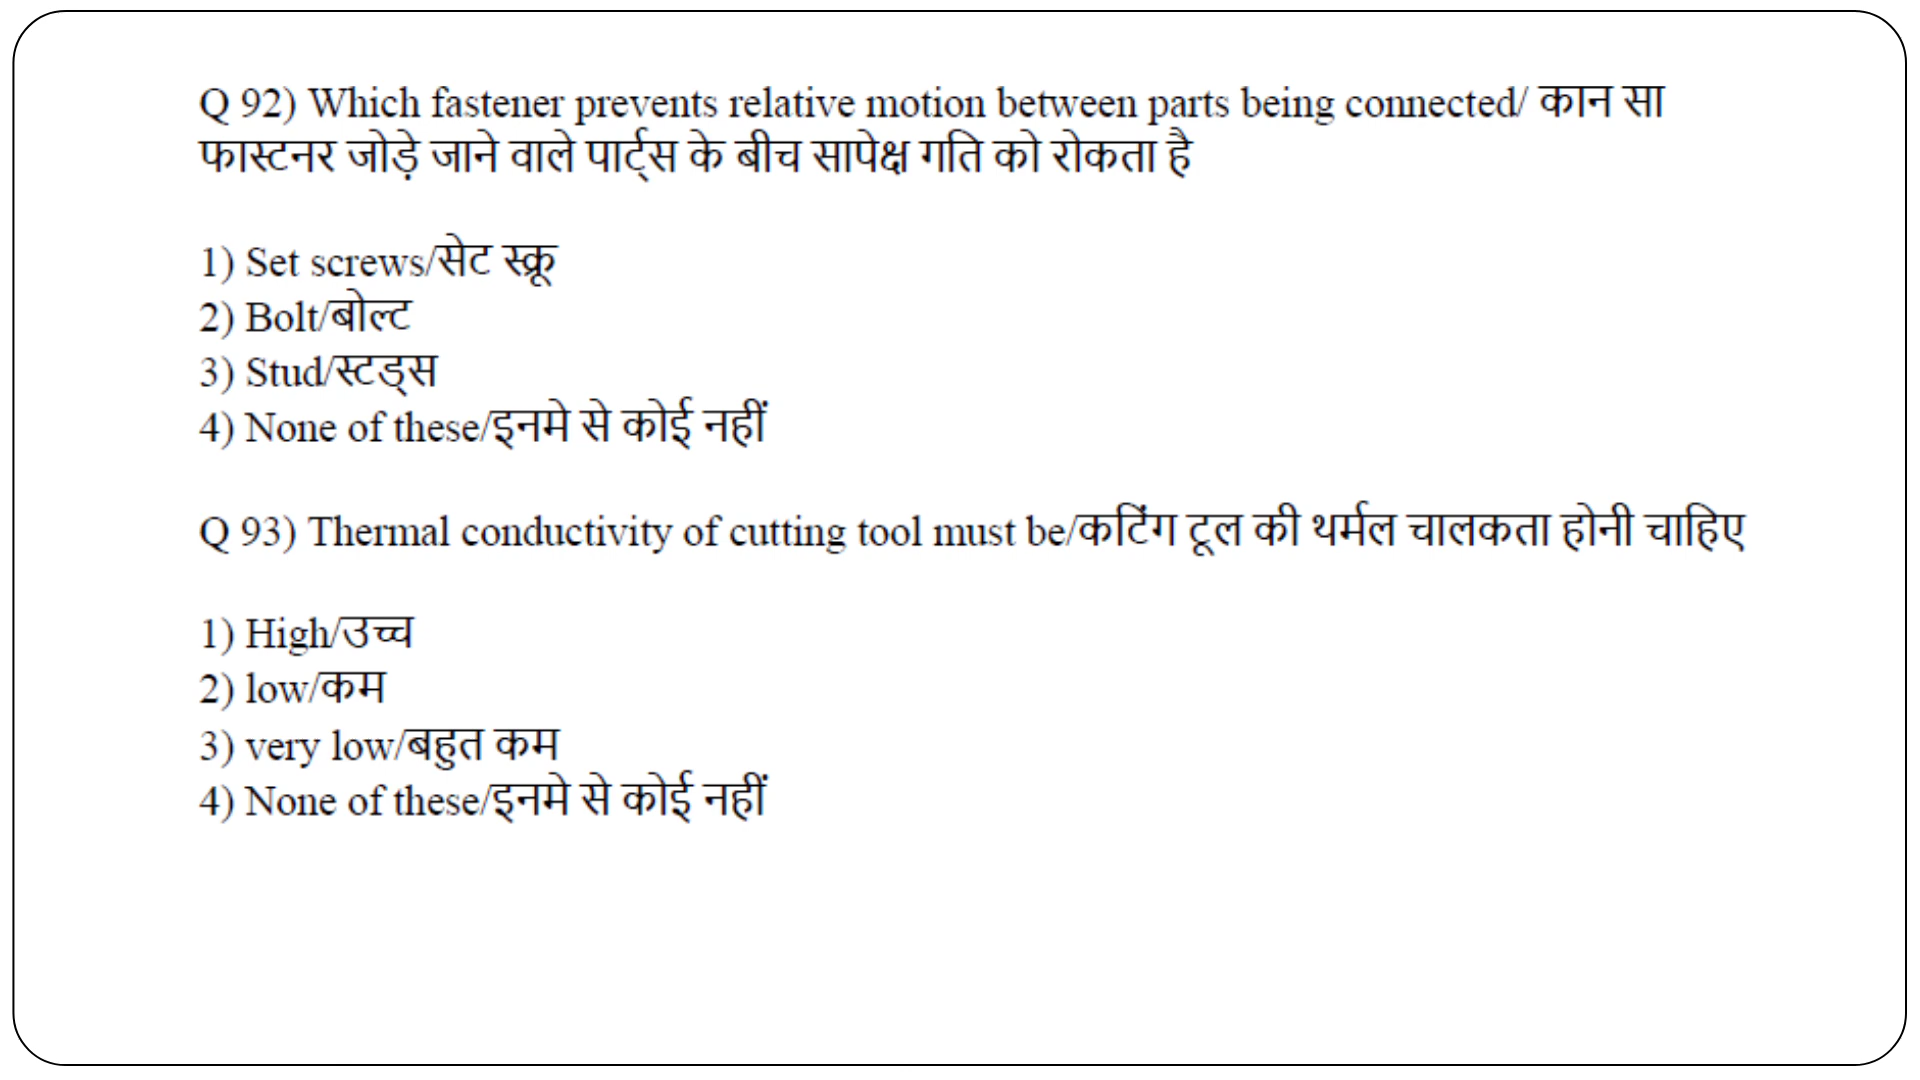 Q 92) Which fastener prevents relative motion between parts being connected/ कान सा
फास्टनर जोड़े जाने वाले पार्ट्स के बीच सापेक्ष गति को रोकता है
1) Set screws/सेट स्क्रू
2) Bolt/बोल्ट
3) Stud/स्टड्स
4) None of these/इनमे से कोई नहीं
Q 93) Thermal conductivity of cutting tool must be/कटिंग टूल की थर्मल चालकता होनी चाहिए
1) High/उच्च
2) low/कम
3) very low/बहुत कम
4) None of these/इनमे से कोई नहीं